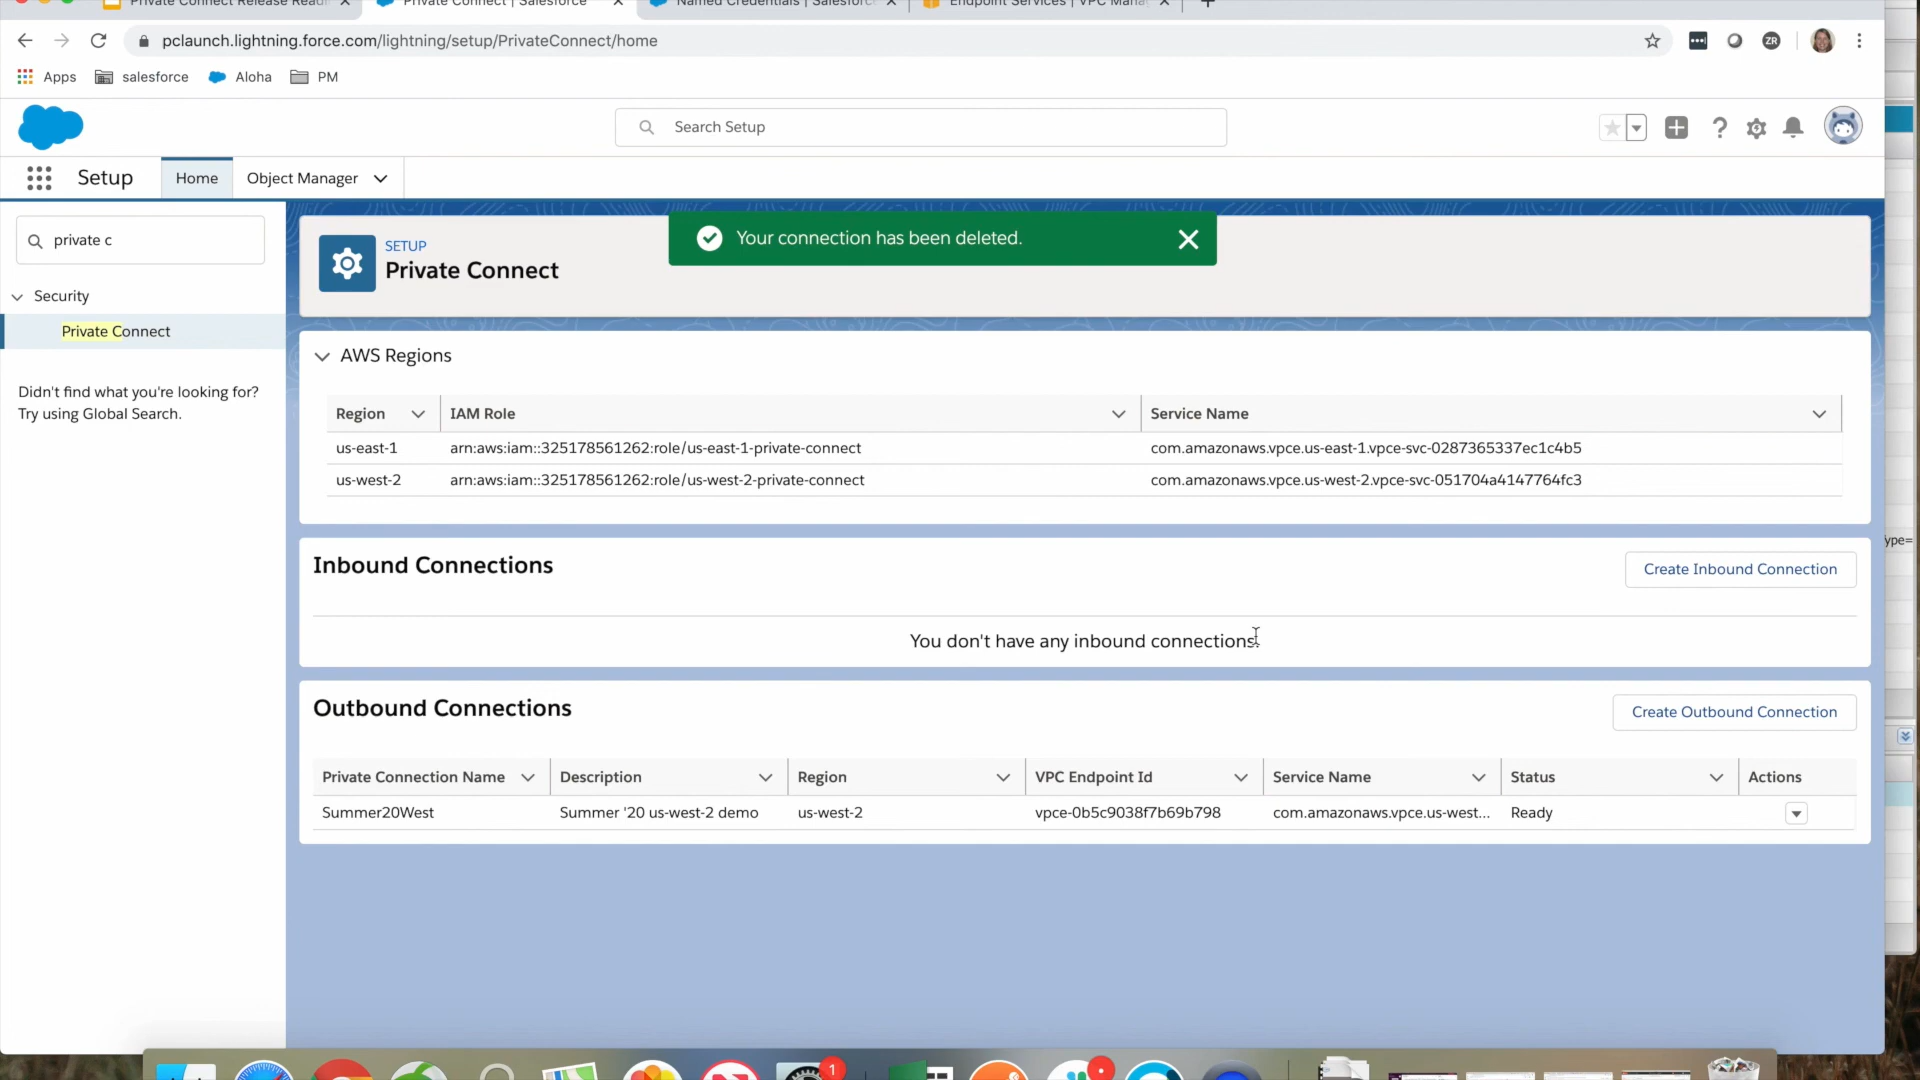 Private Connect Release Readi
Private Connect | Salesforce
Named Credentials | Salesforce
Endpoint Services | VPC Mana
pclaunch.lightning.force.com/lightning/setup/PrivateConnect/home
ZR
Apps
salesforce
Aloha
PM
Search Setup
Setup
Home
Object Manager
private c
Security
Private Connect
Didn't find what you're looking for?
Try using Global Search.
SETUP
Private Connect
Your connection has been deleted.
AWS Regions
Region IAM Role Service Name
us-east-1 arn:aws:iam::325178561262:role/us-east-1-private-connect com.amazonaws.vpce.us-east-1.vpce-svc-0287365337ec1c4b5
us-west-2 arn:aws:iam::325178561262:role/us-west-2-private-connect com.amazonaws.vpce.us-west-2.vpce-svc-051704a4147764fc3
Inbound Connections
Create Inbound Connection
You don't have any inbound connections.
Outbound Connections
Create Outbound Connection
Private Connection Name Description Region VPC Endpoint Id Service Name Status Actions
Summer20West Summer '20 us-west-2 demo us-west-2 vpce-0b5c9038f7b69b798 com.amazonaws.vpce.us-west... Ready
ype=
1